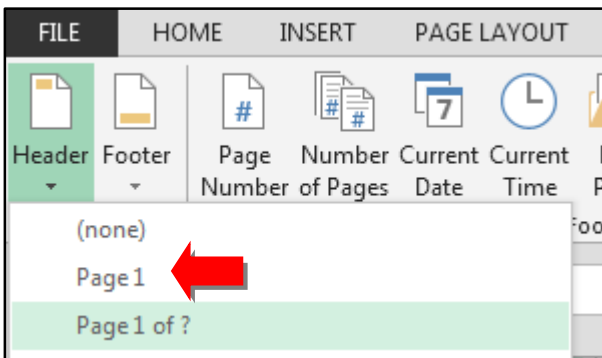 FILE HOME INSERT PAGE LAYOUT
# # # 7
Header Footer Page Number Current Current
Number of Pages Date Time
(none)
Page 1
Page 1 of ?